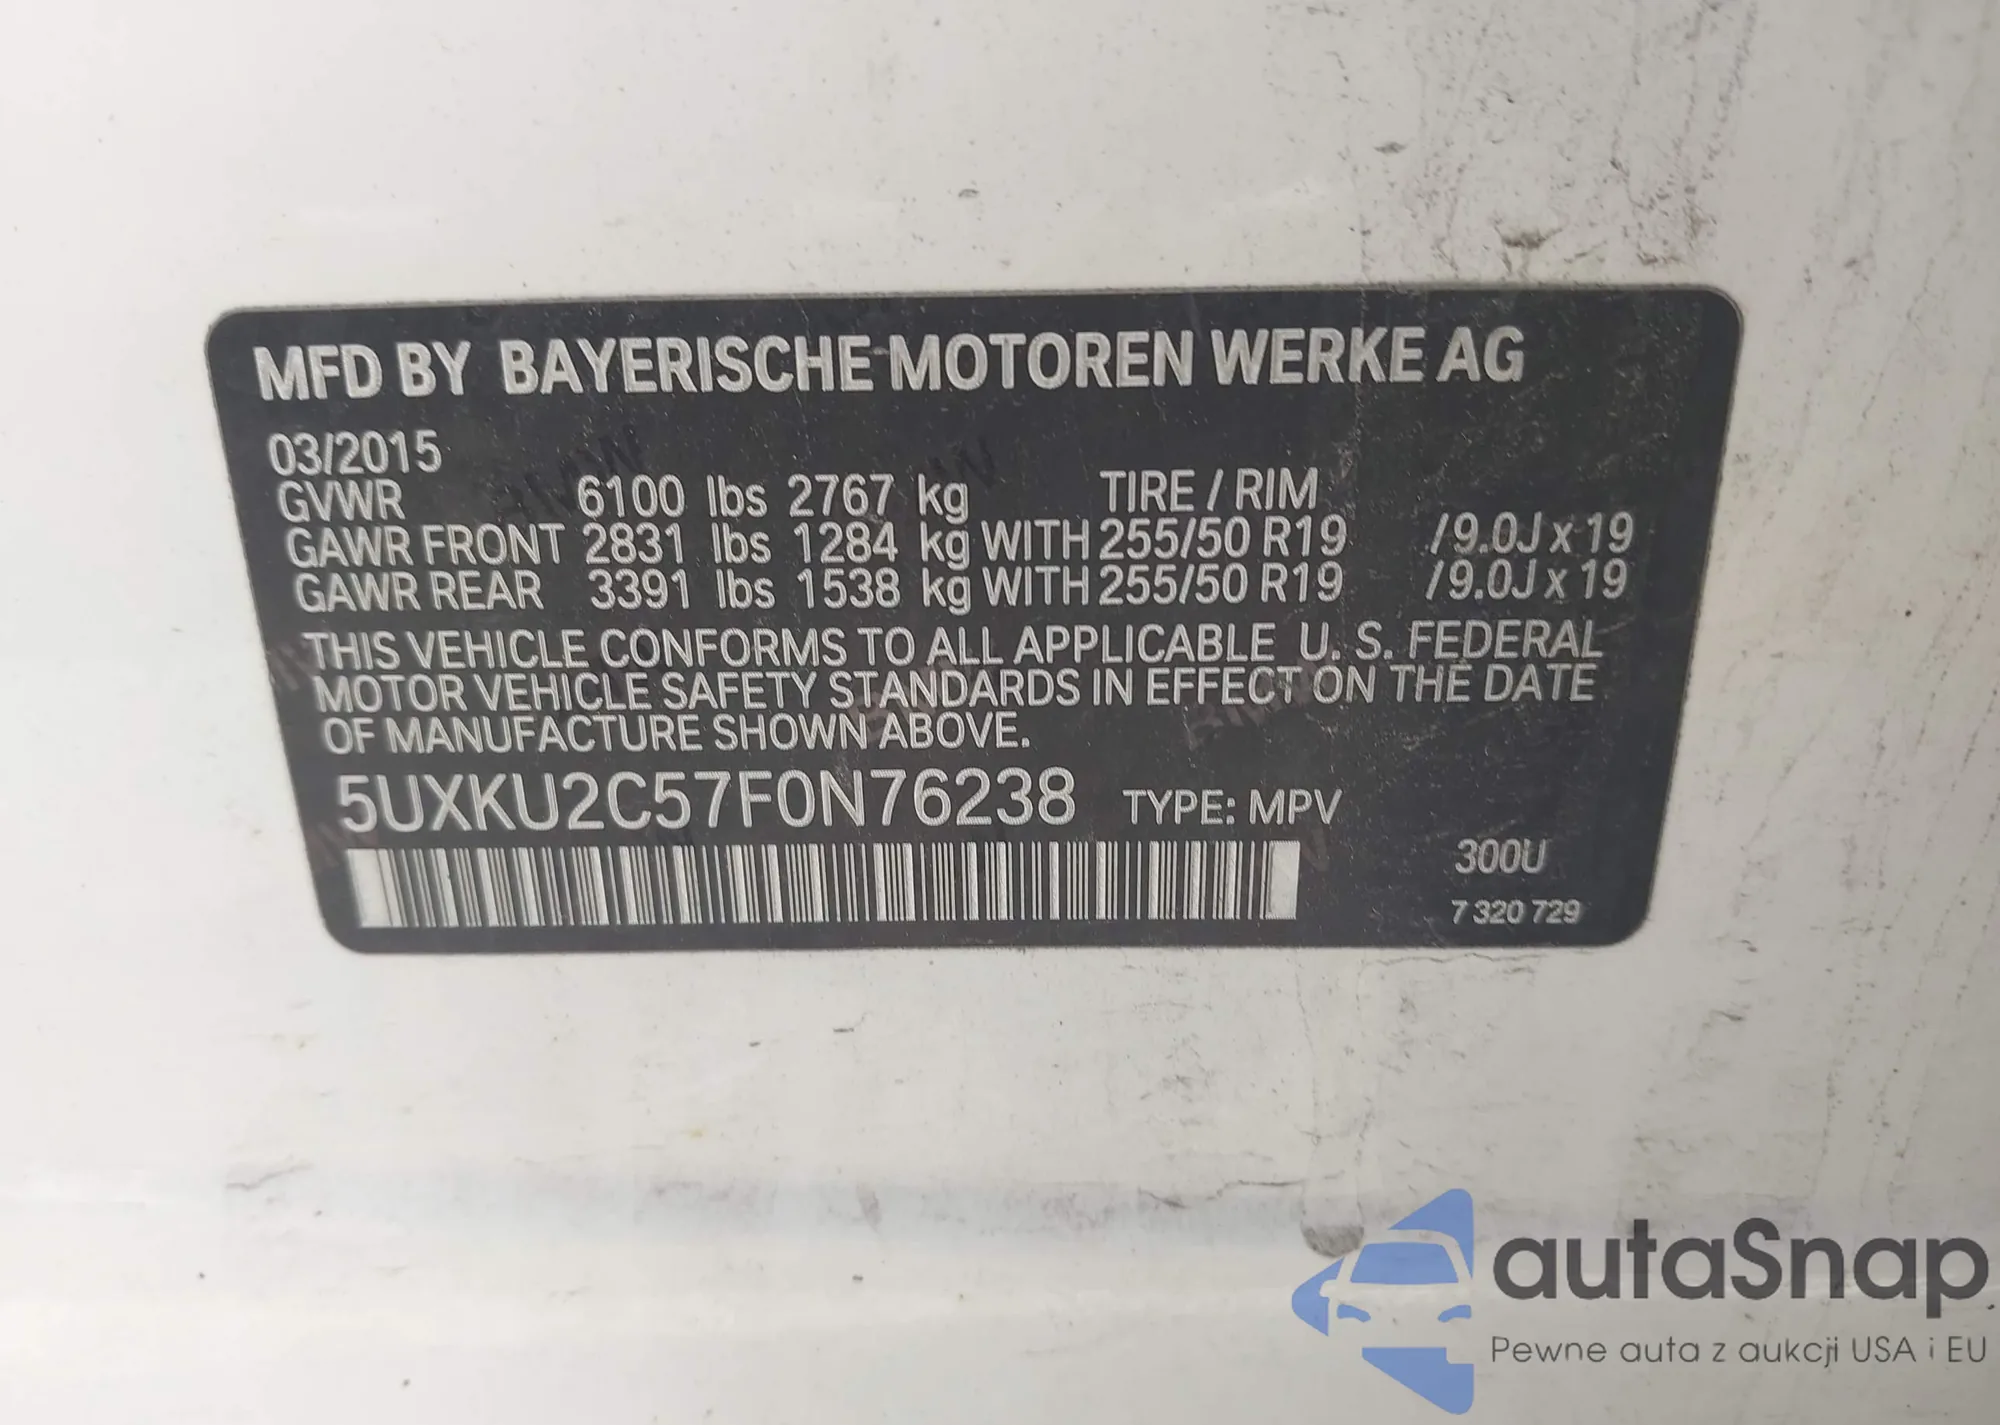 MFD BY BAYERISCHE MOTOREN WERKE AG
03/2015
GVWR 6100 lbs 2767 kg TIRE / RIM
GAWR FRONT 2831 lbs 1284 kg WITH 255/50 R19 /9.0J x 19
GAWR REAR 3391 lbs 1538 kg WITH 255/50 R19 /9.0J x 19
THIS VEHICLE CONFORMS TO ALL APPLICABLE U. S. FEDERAL
MOTOR VEHICLE SAFETY STANDARDS IN EFFECT ON THE DATE
OF MANUFACTURE SHOWN ABOVE.
5UXKU2C57F0N76238 TYPE: MPV
300U
7 320 729
autaSnap
Pewne auta z aukcji USA i EU